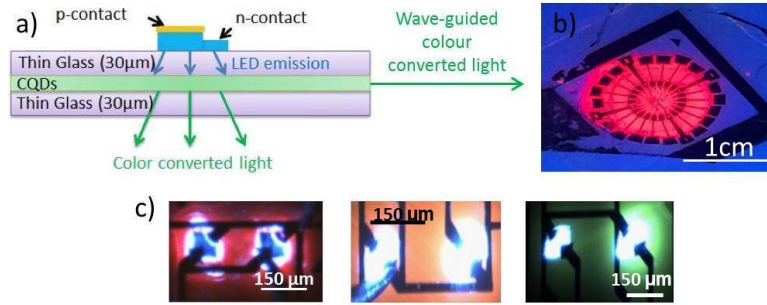 a)
p-contact
n-contact
Thin Glass (30µm)
LED emission
CQDs
Thin Glass (30µm)
Color converted light
Wave-guided
colour
converted light
b)
1cm
c)
150 µm
150 µm
150 µm